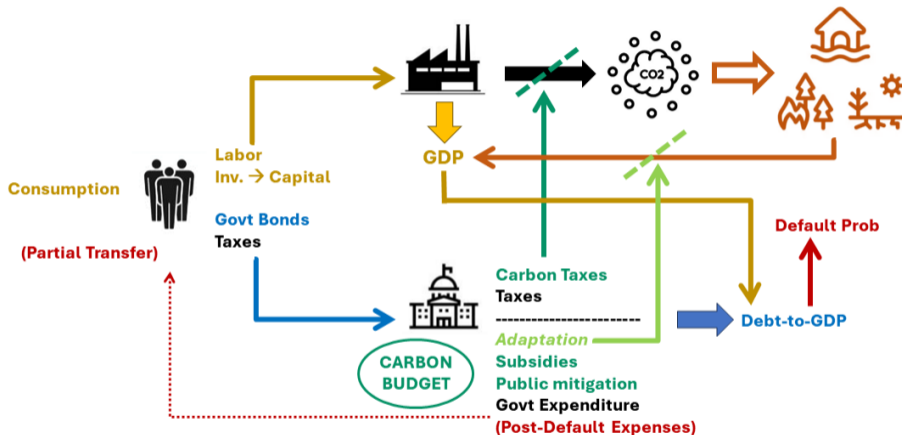 CO2
GDP
Labor
Inv. → Capital
Consumption
Govt Bonds
Taxes
(Partial Transfer)
Default Prob
Carbon Taxes
Taxes
Debt-to-GDP
Adaptation
Subsidies
Public mitigation
Govt Expenditure
(Post-Default Expenses)
CARBON
BUDGET